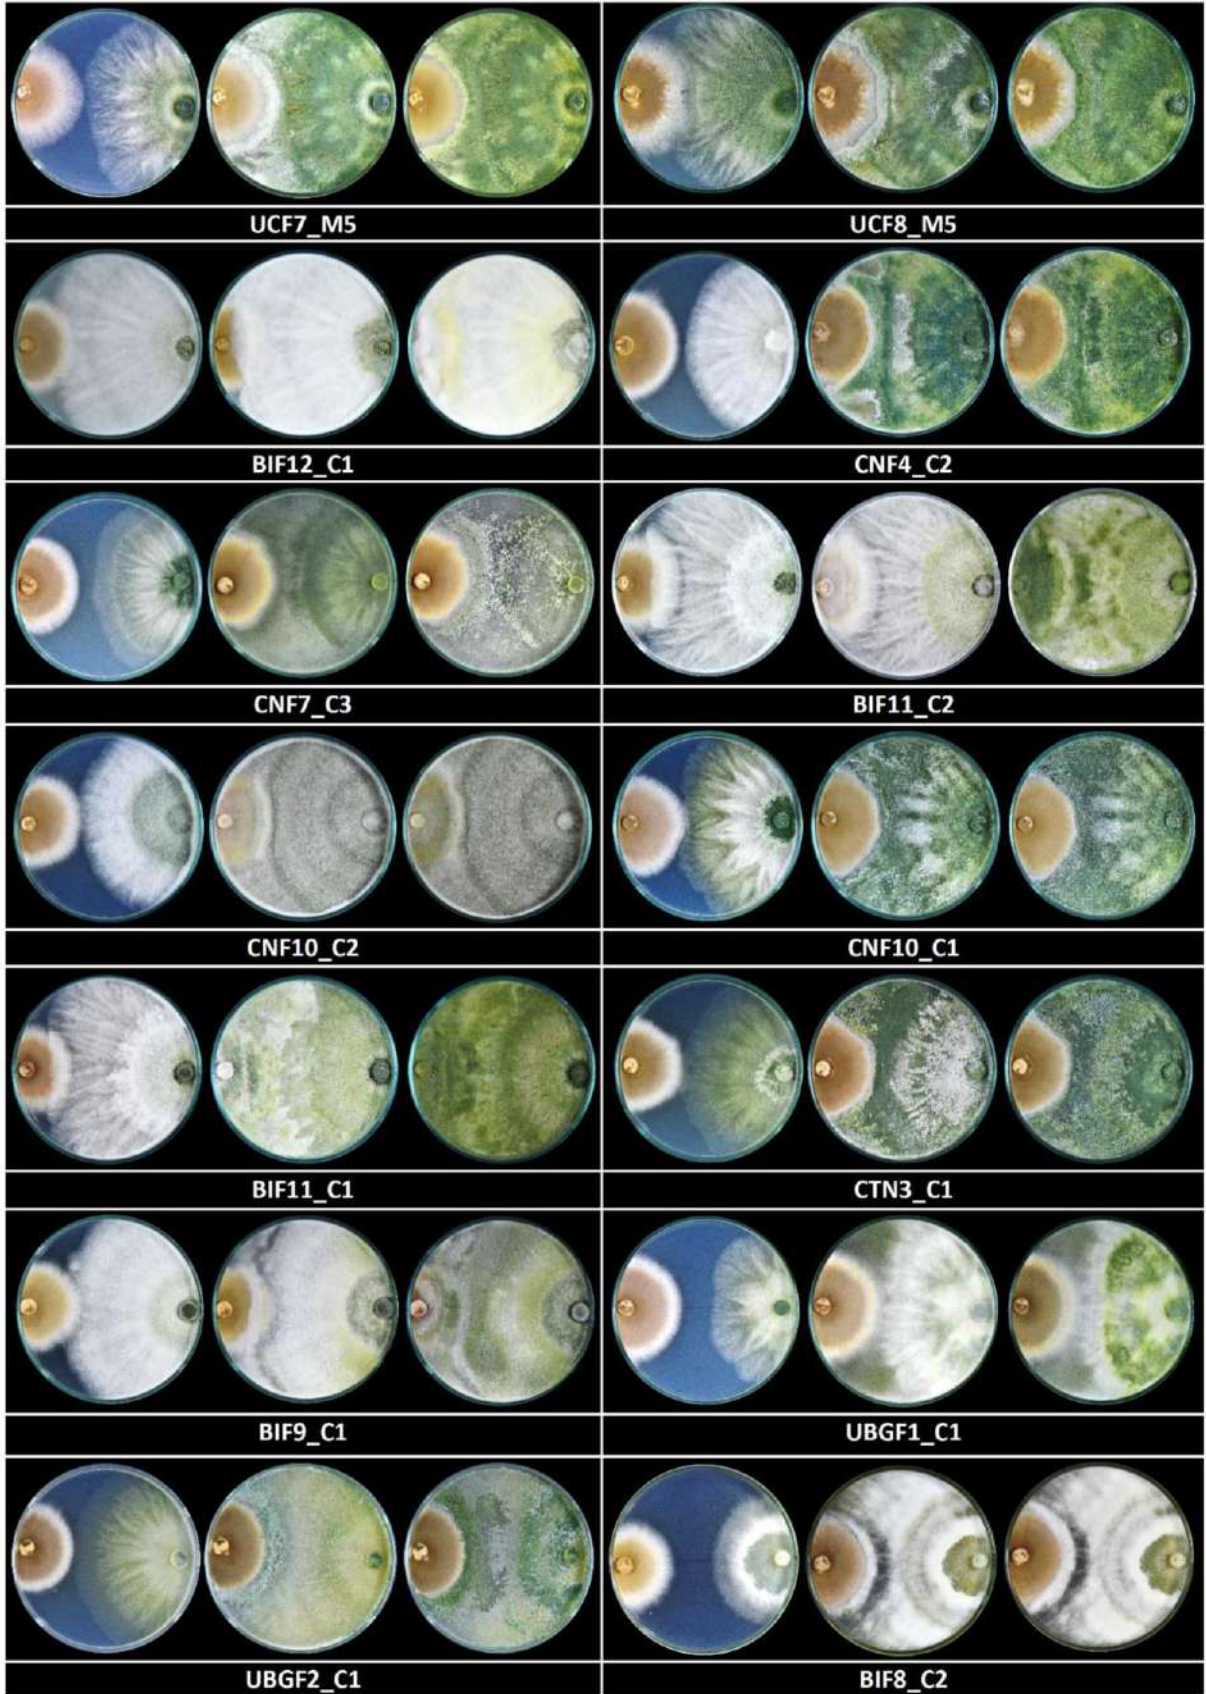 UCF7_M5
UCF8_M5
BIF12_C1
CNF4_C2
CNF7_C3
BIF11_C2
CNF10_C2
CNF10_C1
BIF11_C1
CTN3_C1
BIF9_C1
UBGF1_C1
UBGF2_C1
BIF8_C2